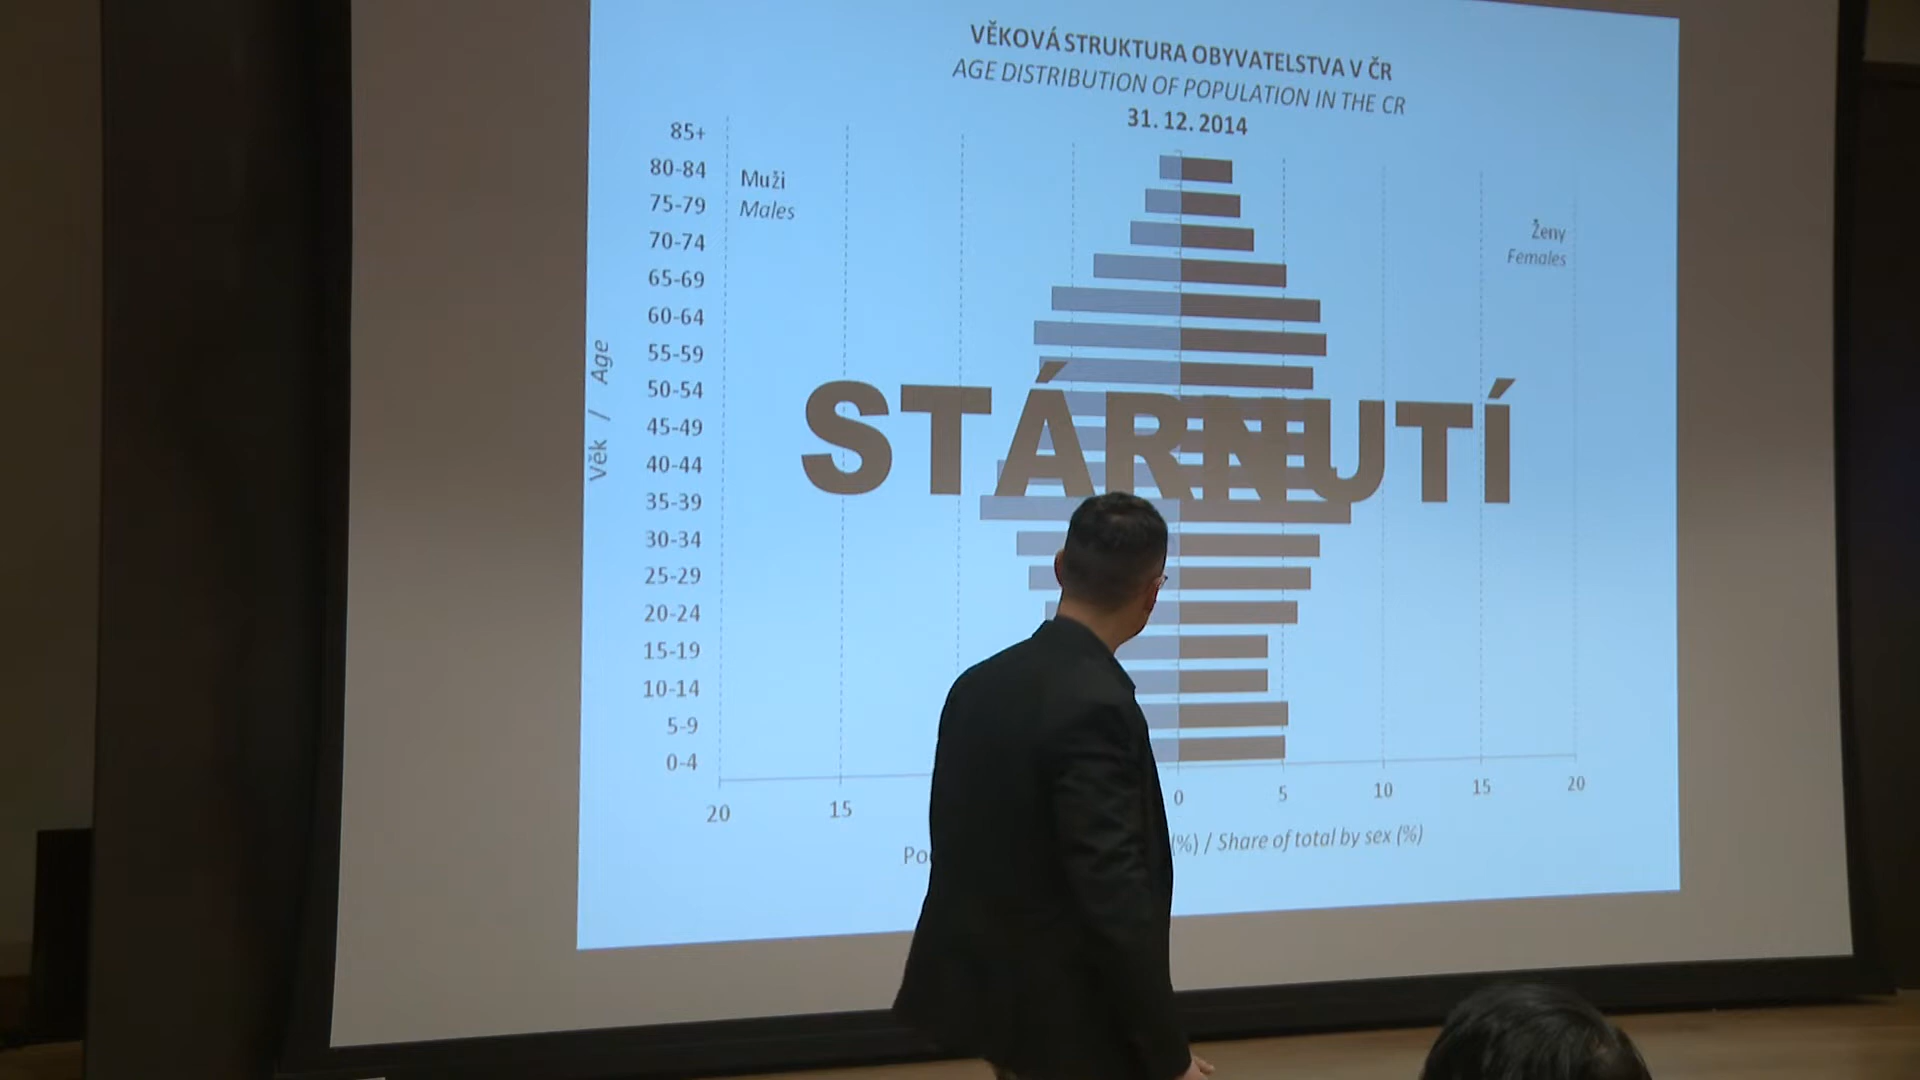 VĚKOVÁ STRUKTURA OBYVATELSTVA V ČR
AGE DISTRIBUTION OF POPULATION IN THE CR
31. 12. 2014
85+
80-84
75-79
70-74
65-69
60-64
55-59
50-54
45-49
40-44
35-39
30-34
25-29
20-24
15-19
10-14
5-9
0-4
Věk / Age
Muži
Males
Ženy
Females
STÁRNUTÍ
20 15 0 5 10 15 20
(%) / Share of total by sex (%)